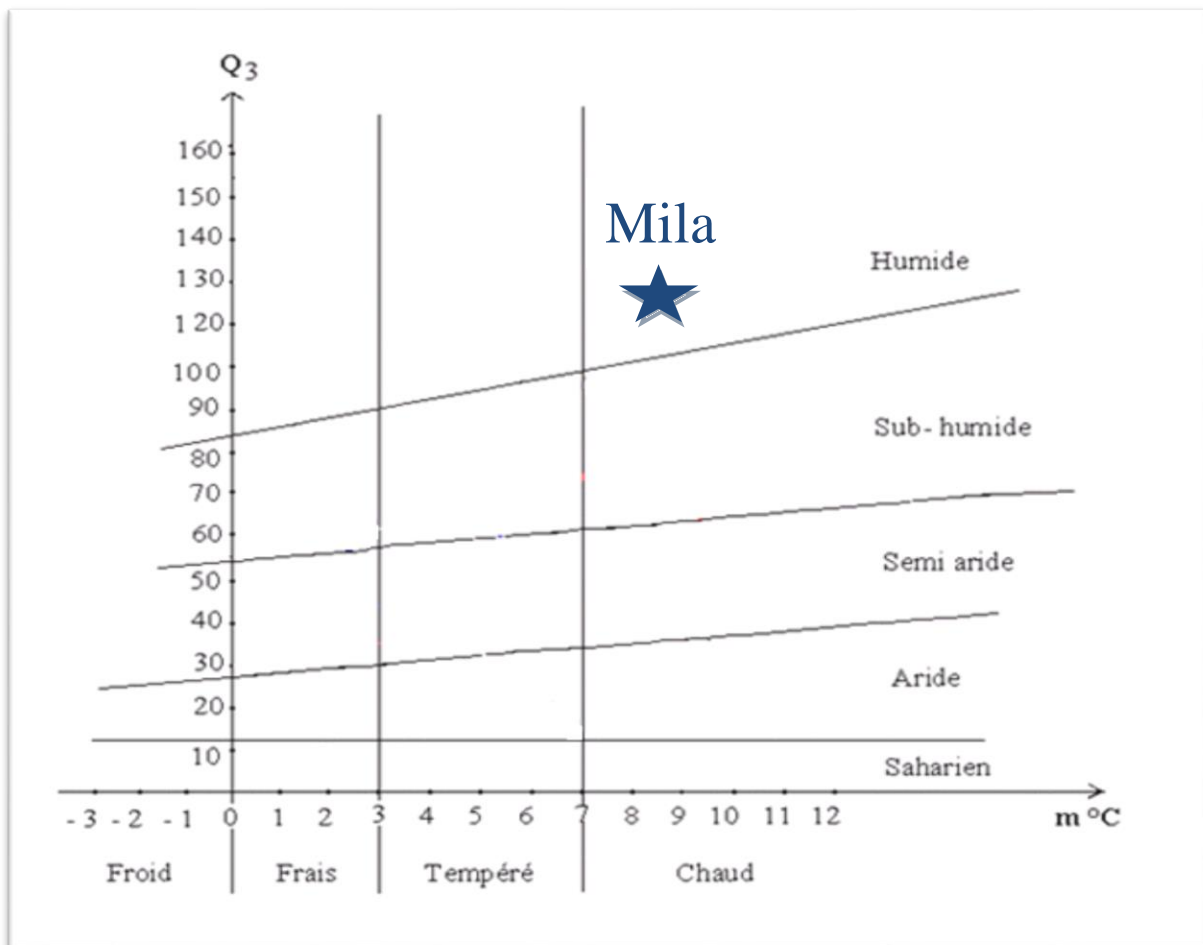 Q3
160
150
140
Mila
130
Humide
120
100
90
Sub-humide
80
70
60
Semi aride
50
40
30
Aride
20
10
Saharien
-3 -2 -1 0 1 2 3 4 5 6 7 8 9 10 11 12 m °C
Froid Frais Tempéré Chaud